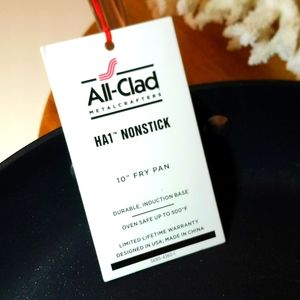 All-Clad
METALCRAFTERS
HA1™ NONSTICK
10" FRY PAN
DURABLE, INDUCTION BASE
OVEN SAFE UP TO 500°F
LIMITED LIFETIME WARRANTY
DESIGNED IN USA, MADE IN CHINA